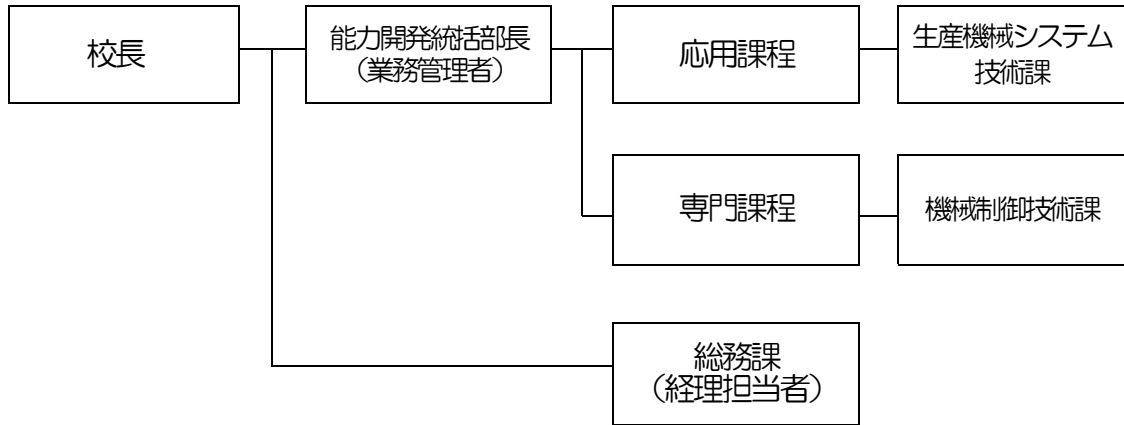 校長
能力開発統括部長
（業務管理者）
応用課程
生産機械システム
技術課
専門課程
機械制御技術課
総務課
（経理担当者）